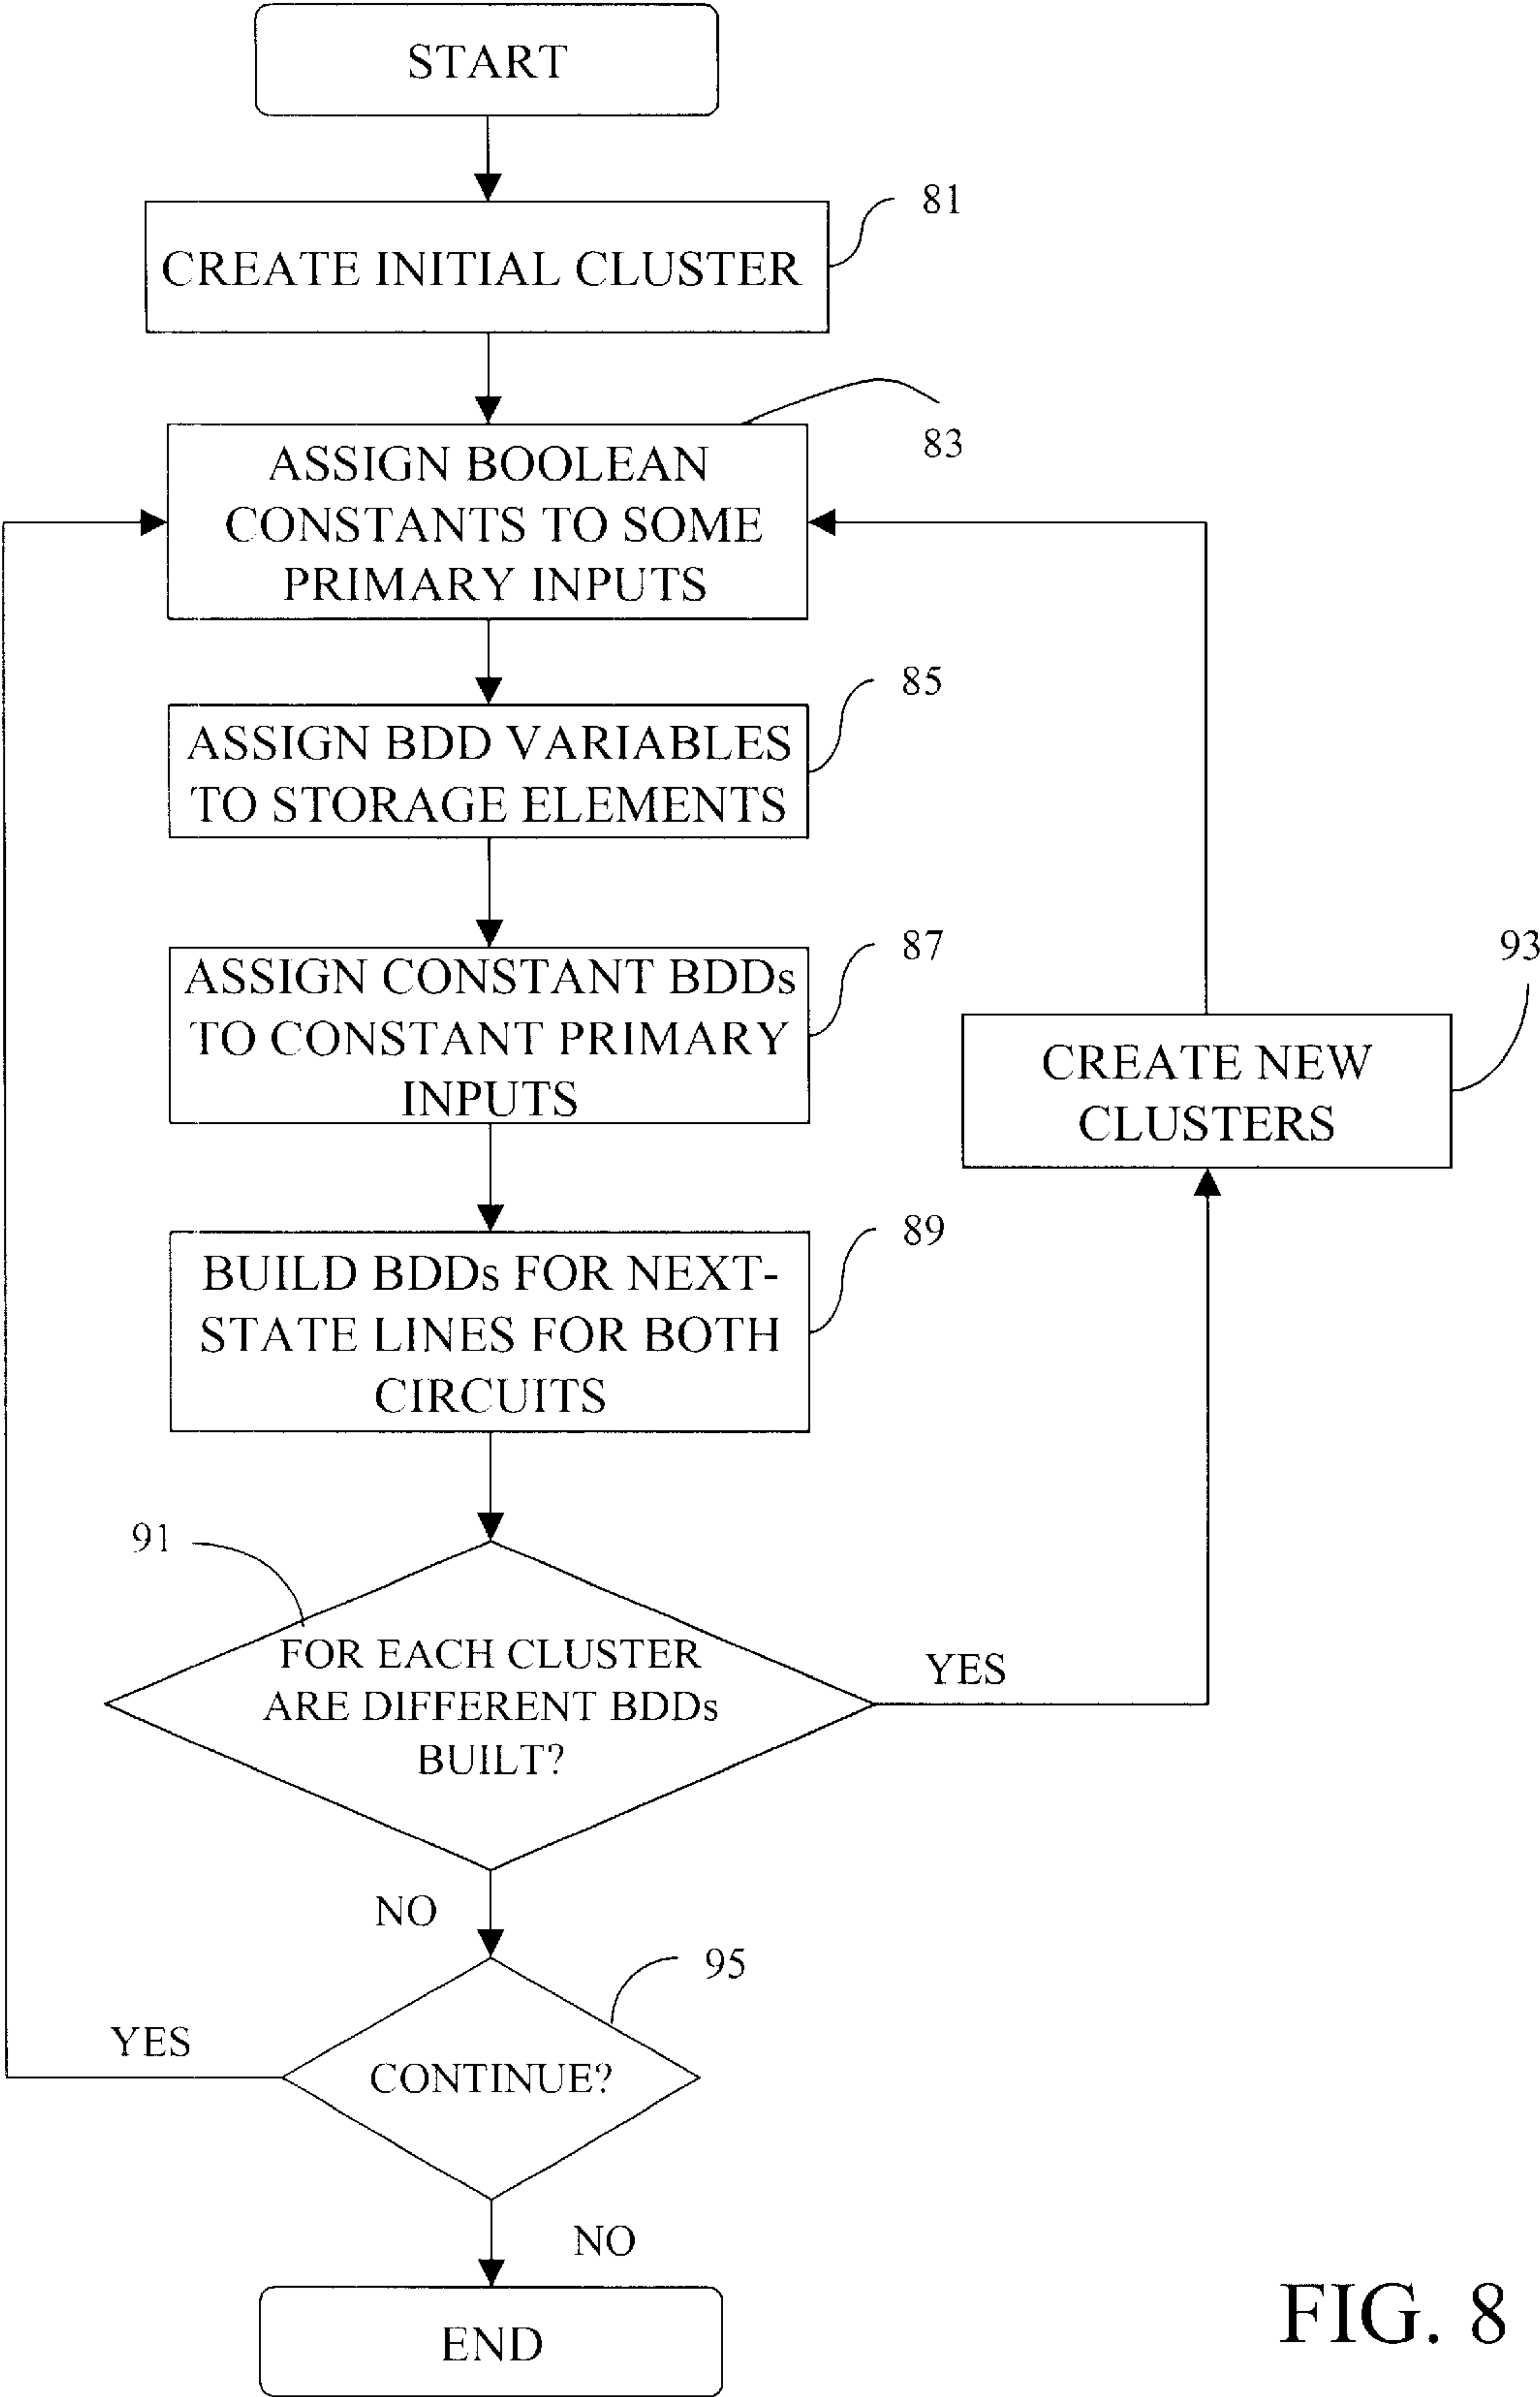 START
81
CREATE INITIAL CLUSTER
83
ASSIGN BOOLEAN
CONSTANTS TO SOME
PRIMARY INPUTS
85
ASSIGN BDD VARIABLES
TO STORAGE ELEMENTS
87
ASSIGN CONSTANT BDDs
TO CONSTANT PRIMARY
INPUTS
93
CREATE NEW
CLUSTERS
89
BUILD BDDs FOR NEXT-
STATE LINES FOR BOTH
CIRCUITS
91
FOR EACH CLUSTER
ARE DIFFERENT BDDs
BUILT?
YES
NO
95
YES
CONTINUE?
NO
END
FIG. 8